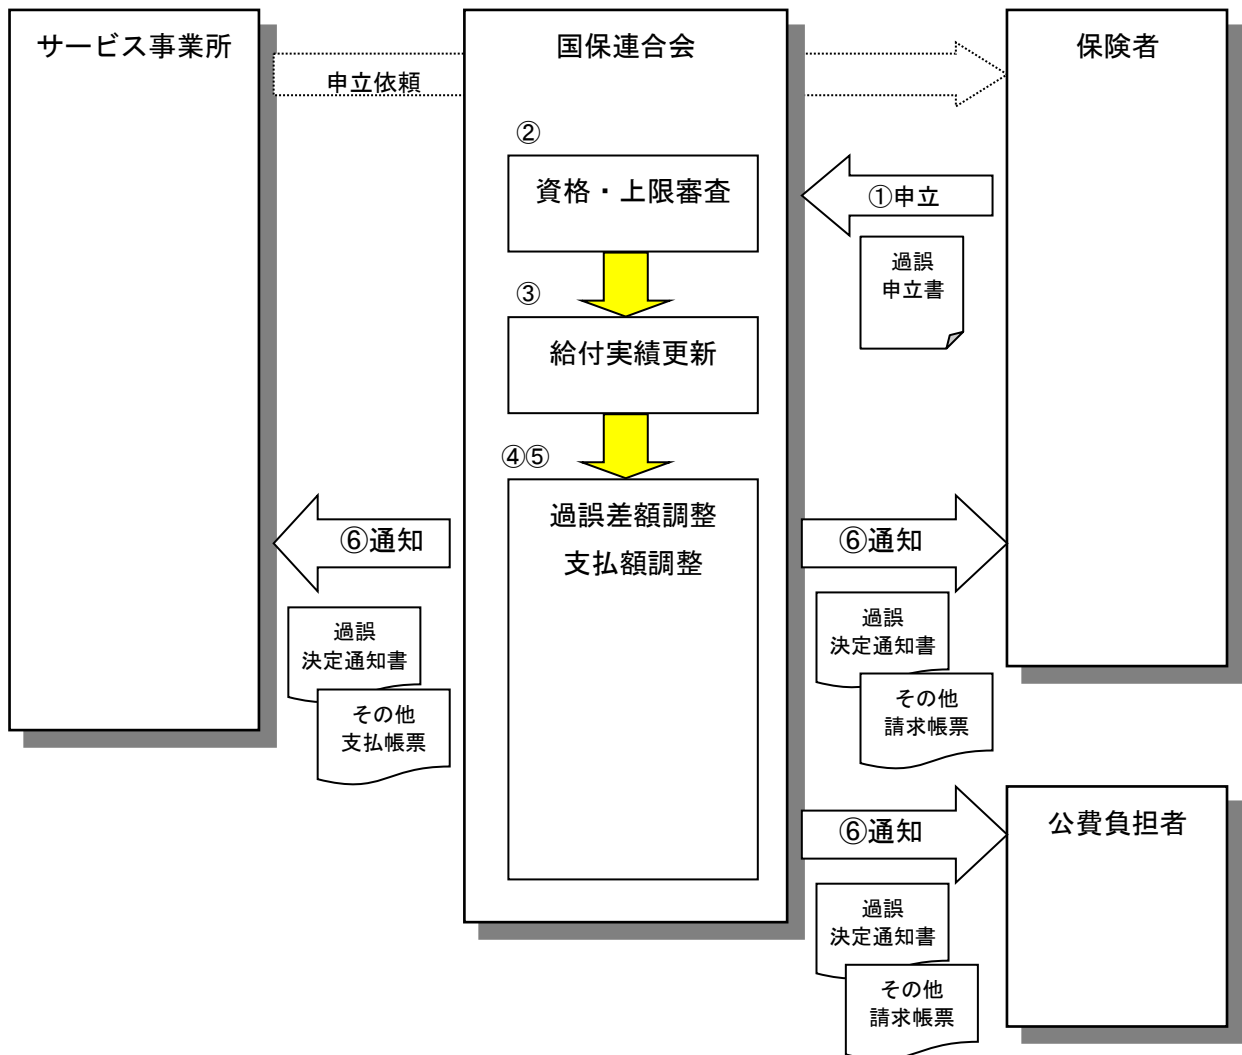 サービス事業所
国保連合会
保険者
申立依頼
②
資格・上限審査
①申立
過誤
申立書
③
給付実績更新
④⑤
過誤差額調整
支払額調整
⑥通知
過誤
決定通知書
その他
支払帳票
⑥通知
過誤
決定通知書
その他
請求帳票
⑥通知
公費負担者
過誤
決定通知書
その他
請求帳票